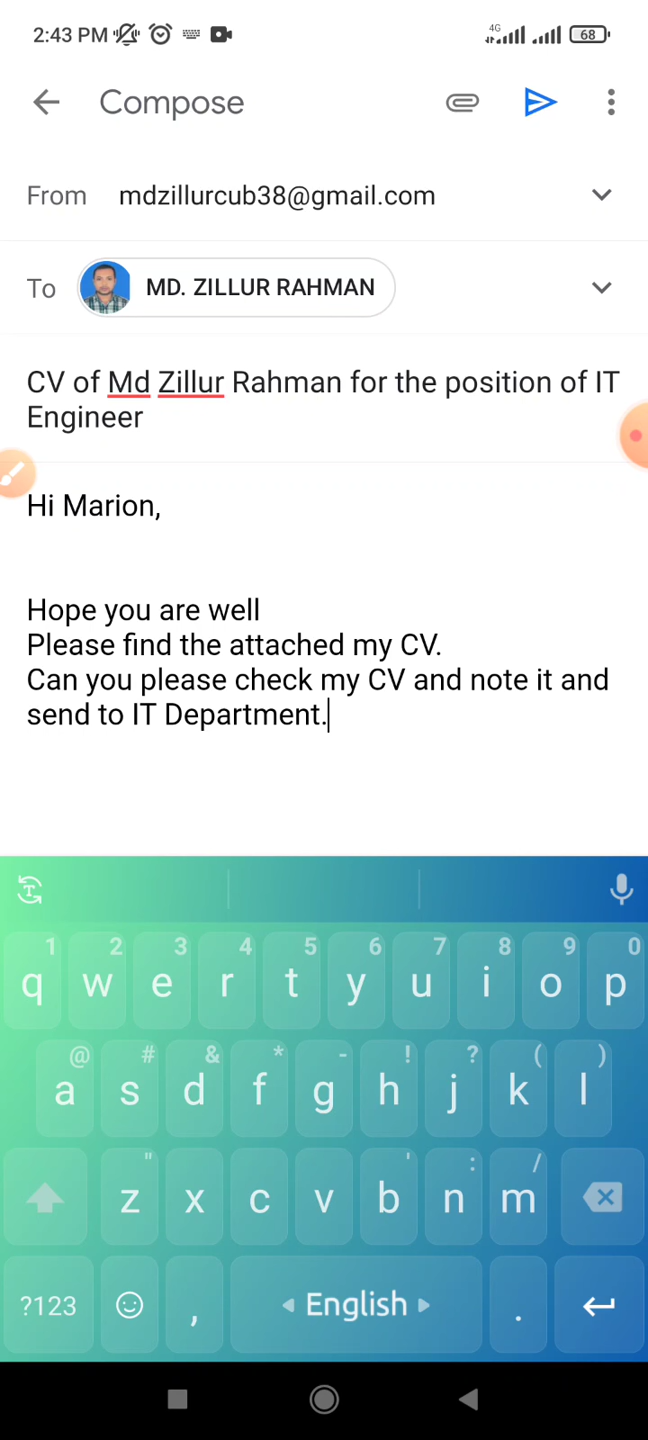 2:43 PM 4G 68
Compose
From mdzillurcub38@gmail.com
To MD. ZILLUR RAHMAN
CV of Md Zillur Rahman for the position of IT
Engineer
Hi Marion,
Hope you are well
Please find the attached my CV.
Can you please check my CV and note it and
send to IT Department.
T
1 2 3 4 5 6 7 8 9 0
q w e r t y u i o p
@ # & * - ! ? ( )
a s d f g h j k l
" ' : /
z x c v b n m
?123 , English .